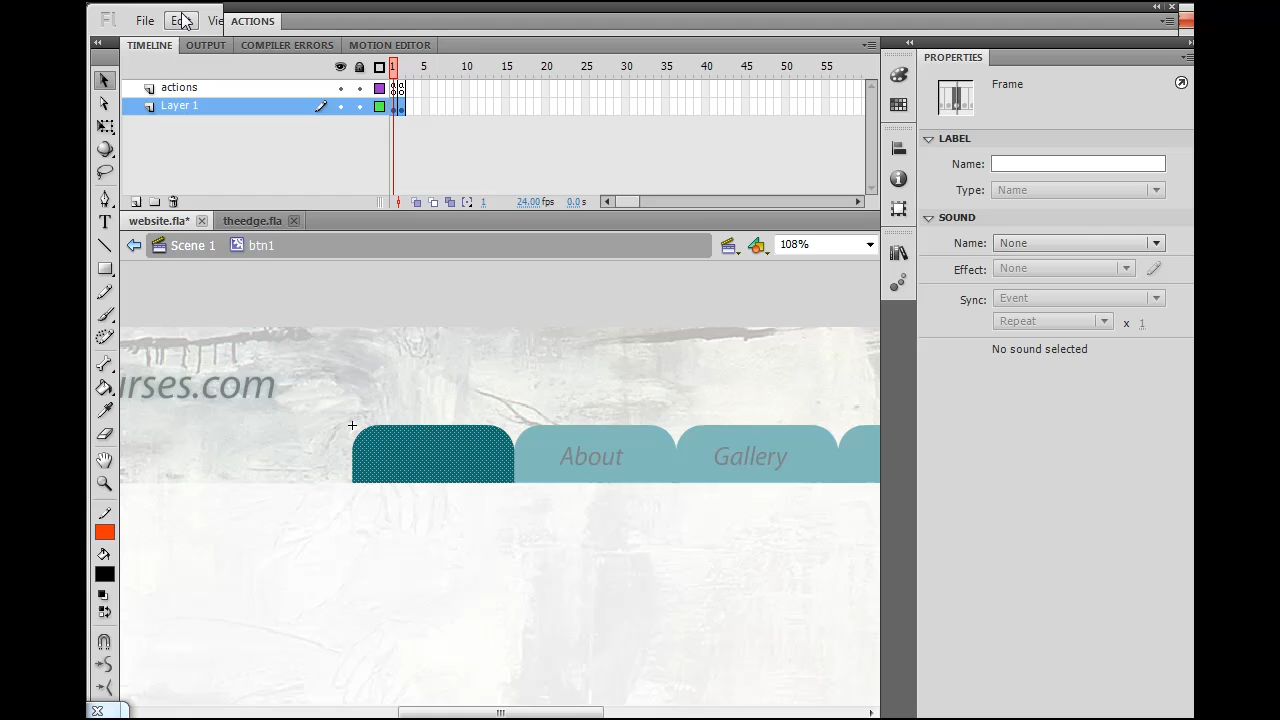 Fl File Edit Vie ACTIONS
TIMELINE OUTPUT COMPILER ERRORS MOTION EDITOR
1 5 10 15 20 25 30 35 40 45 50 55
actions
Layer 1
1 24.00 fps 0.0 s
website.fla* theedge.fla
Scene 1 btn1 108%
urses.com
About Gallery
PROPERTIES
Frame
LABEL
Name:
Type: Name
SOUND
Name: None
Effect: None
Sync: Event
Repeat x 1
No sound selected